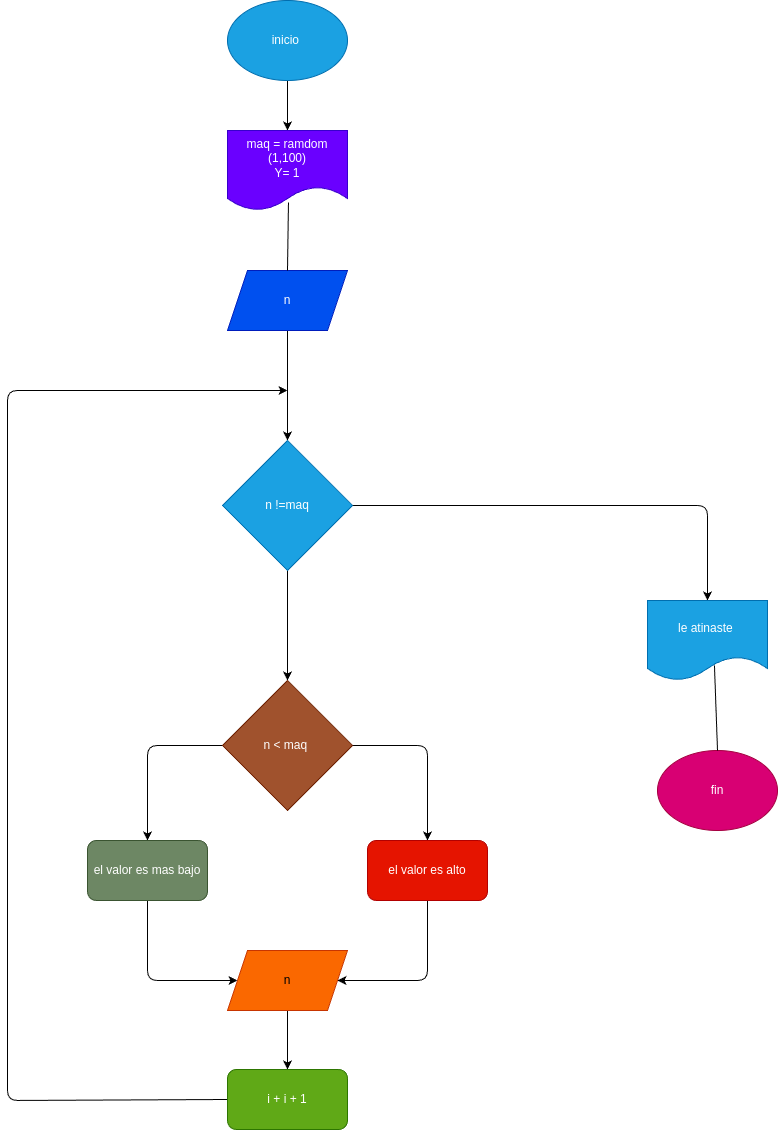 inicio
maq = ramdom
(1,100)
Y= 1
n
n !=maq
le atinaste
n < maq
fin
el valor es mas bajo
el valor es alto
n
i + i + 1